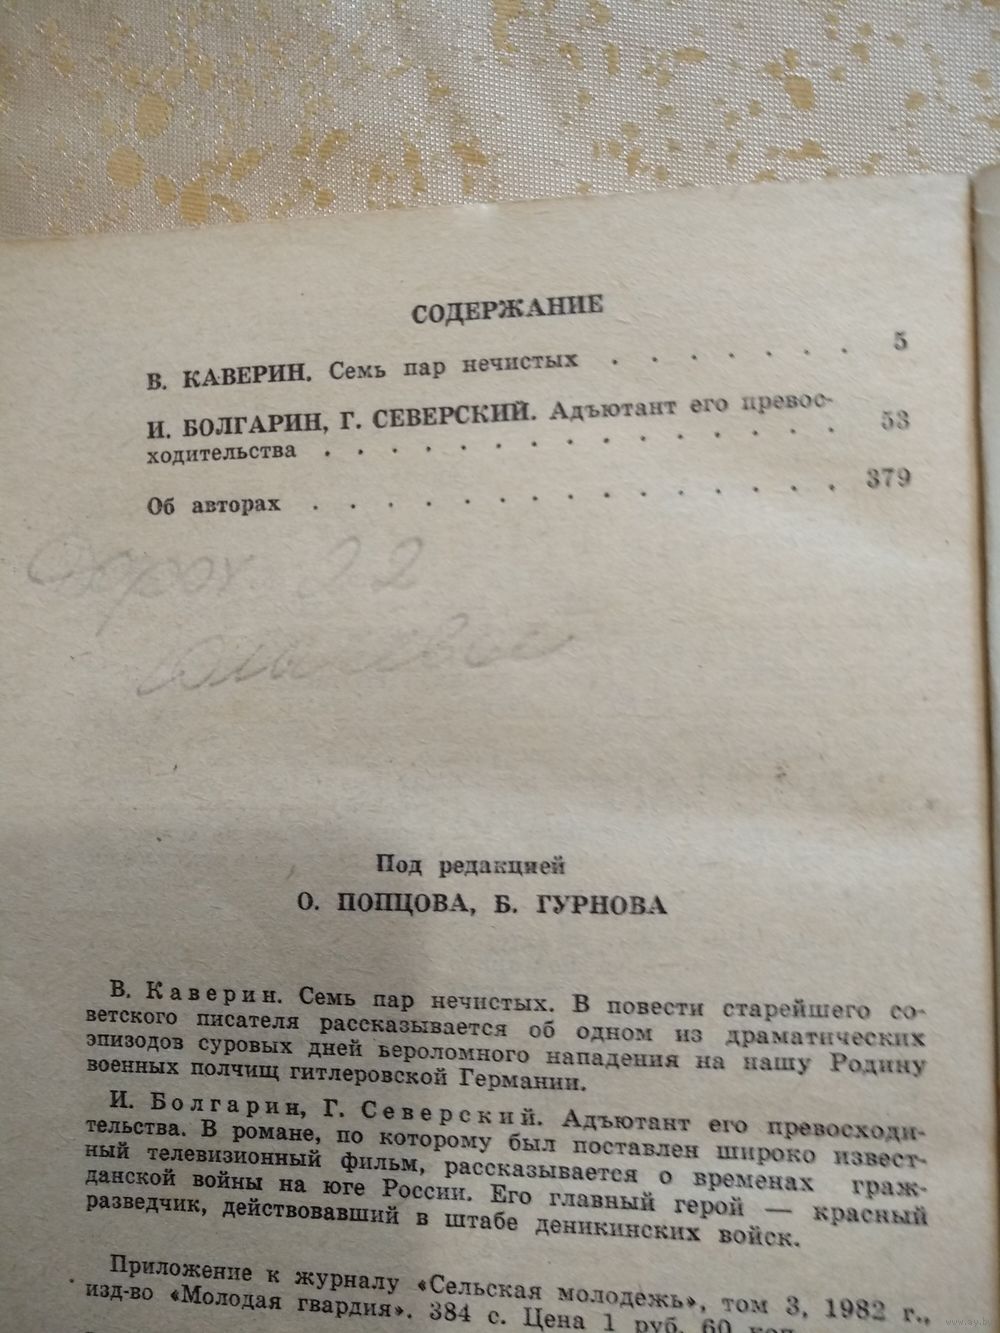 СОДЕРЖАНИЕ
В. КАВЕРИН. Семь пар нечистых . . . . . . . 5
И. БОЛГАРИН, Г. СЕВЕРСКИЙ. Адъютант его превос-
ходительства . . . . . . . . . . . . . . . 53
Об авторах . . . . . . . . . . . . . . . . 379
22
Под редакцией
О. ПОПЦОВА, Б. ГУРНОВА
В. Каверин. Семь пар нечистых. В повести старейшего со-
ветского писателя рассказывается об одном из драматических
эпизодов суровых дней вероломного нападения на нашу Родину
военных полчищ гитлеровской Германии.
И. Болгарин, Г. Северский. Адъютант его превосходи-
тельства. В романе, по которому был поставлен широко извест-
ный телевизионный фильм, рассказывается о временах граж-
данской войны на юге России. Его главный герой — красный
разведчик, действовавший в штабе деникинских войск.
Приложение к журналу «Сельская молодежь», том 3, 1982 г.,
изд-во «Молодая гвардия». 384 с. Цена 1 руб. 60 коп.
www.ay.by